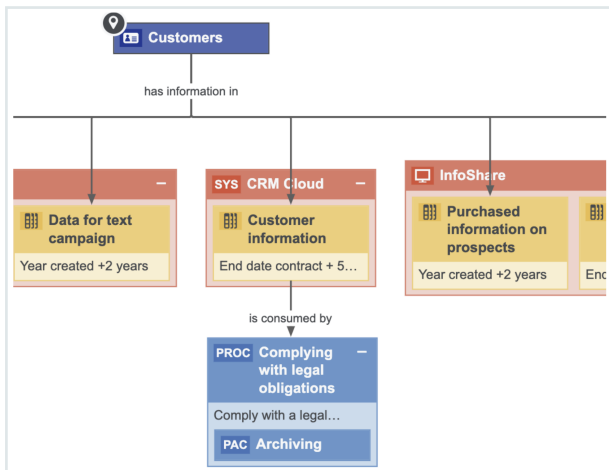 Customers
has information in
SYS CRM Cloud
InfoShare
Data for text
campaign
Year created +2 years
Customer
information
End date contract + 5...
Purchased
information on
prospects
Year created +2 years
End
is consumed by
PROC Complying
with legal
obligations
Comply with a legal...
PAC Archiving